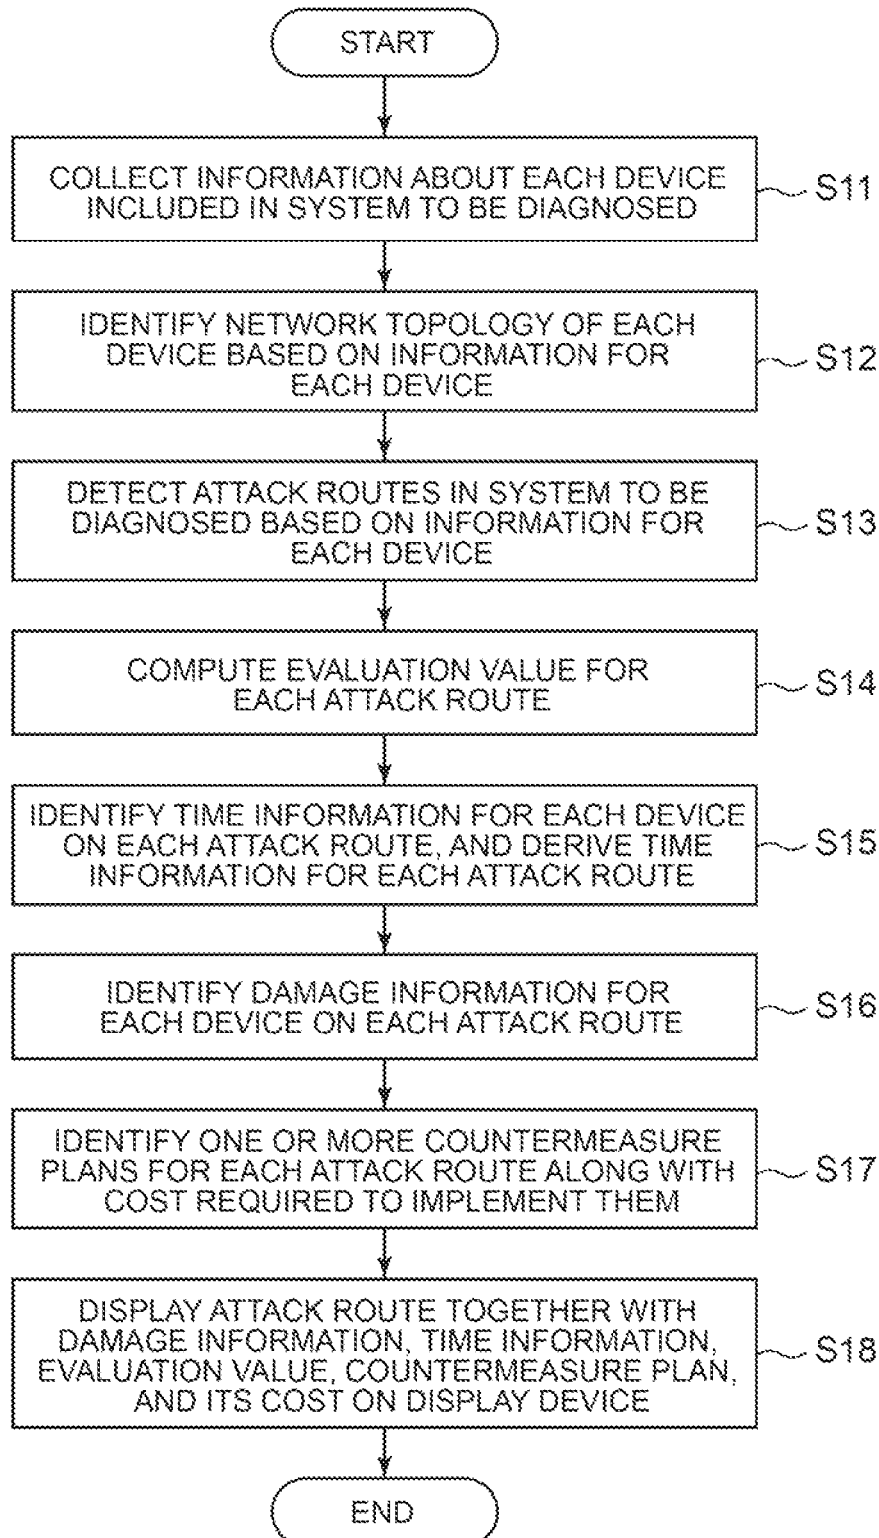 START
COLLECT INFORMATION ABOUT EACH DEVICE
INCLUDED IN SYSTEM TO BE DIAGNOSED
S11
IDENTIFY NETWORK TOPOLOGY OF EACH
DEVICE BASED ON INFORMATION FOR
EACH DEVICE
S12
DETECT ATTACK ROUTES IN SYSTEM TO BE
DIAGNOSED BASED ON INFORMATION FOR
EACH DEVICE
S13
COMPUTE EVALUATION VALUE FOR
EACH ATTACK ROUTE
S14
IDENTIFY TIME INFORMATION FOR EACH DEVICE
ON EACH ATTACK ROUTE, AND DERIVE TIME
INFORMATION FOR EACH ATTACK ROUTE
S15
IDENTIFY DAMAGE INFORMATION FOR
EACH DEVICE ON EACH ATTACK ROUTE
S16
IDENTIFY ONE OR MORE COUNTERMEASURE
PLANS FOR EACH ATTACK ROUTE ALONG WITH
COST REQUIRED TO IMPLEMENT THEM
S17
DISPLAY ATTACK ROUTE TOGETHER WITH
DAMAGE INFORMATION, TIME INFORMATION,
EVALUATION VALUE, COUNTERMEASURE PLAN,
AND ITS COST ON DISPLAY DEVICE
S18
END